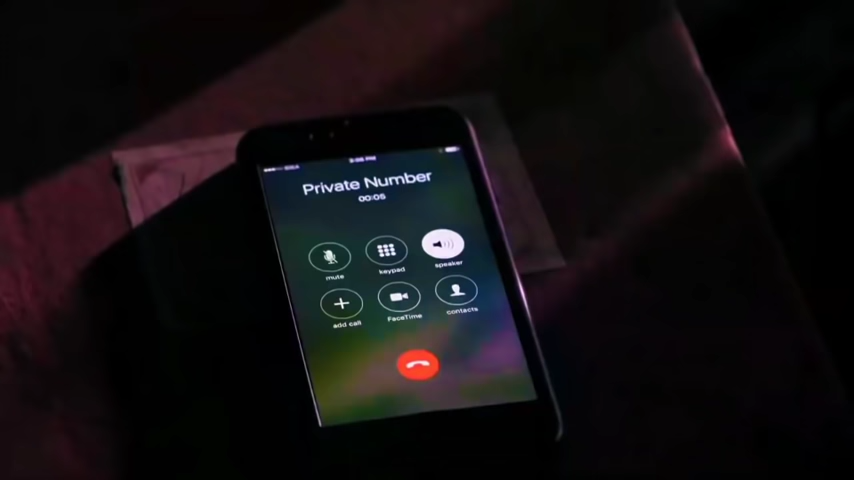 Private Number
00:05
mute
keypad
speaker
add call
FaceTime
contacts